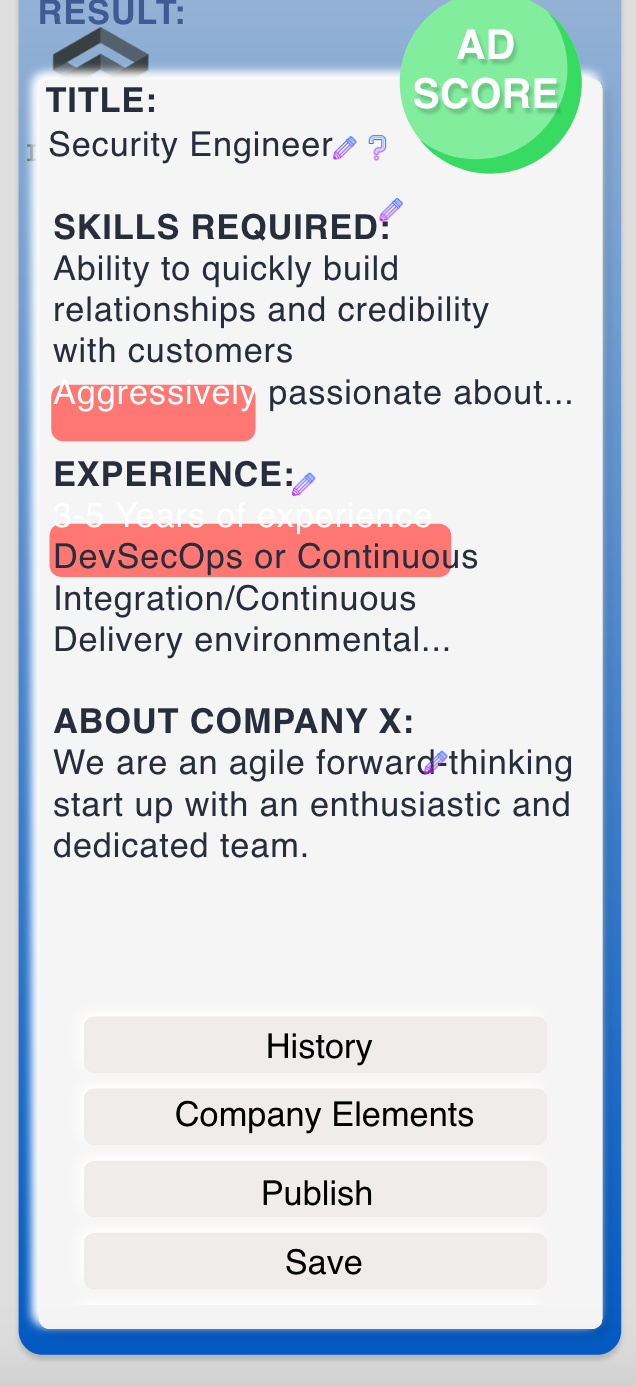 RESULT:
AD
SCORE
TITLE:
Security Engineer
SKILLS REQUIRED:
Ability to quickly build
relationships and credibility
with customers
Aggressively passionate about...
EXPERIENCE:
3-5 Years of experience
DevSecOps or Continuous
Integration/Continuous
Delivery environmental...
ABOUT COMPANY X:
We are an agile forward-thinking
start up with an enthusiastic and
dedicated team.
History
Company Elements
Publish
Save